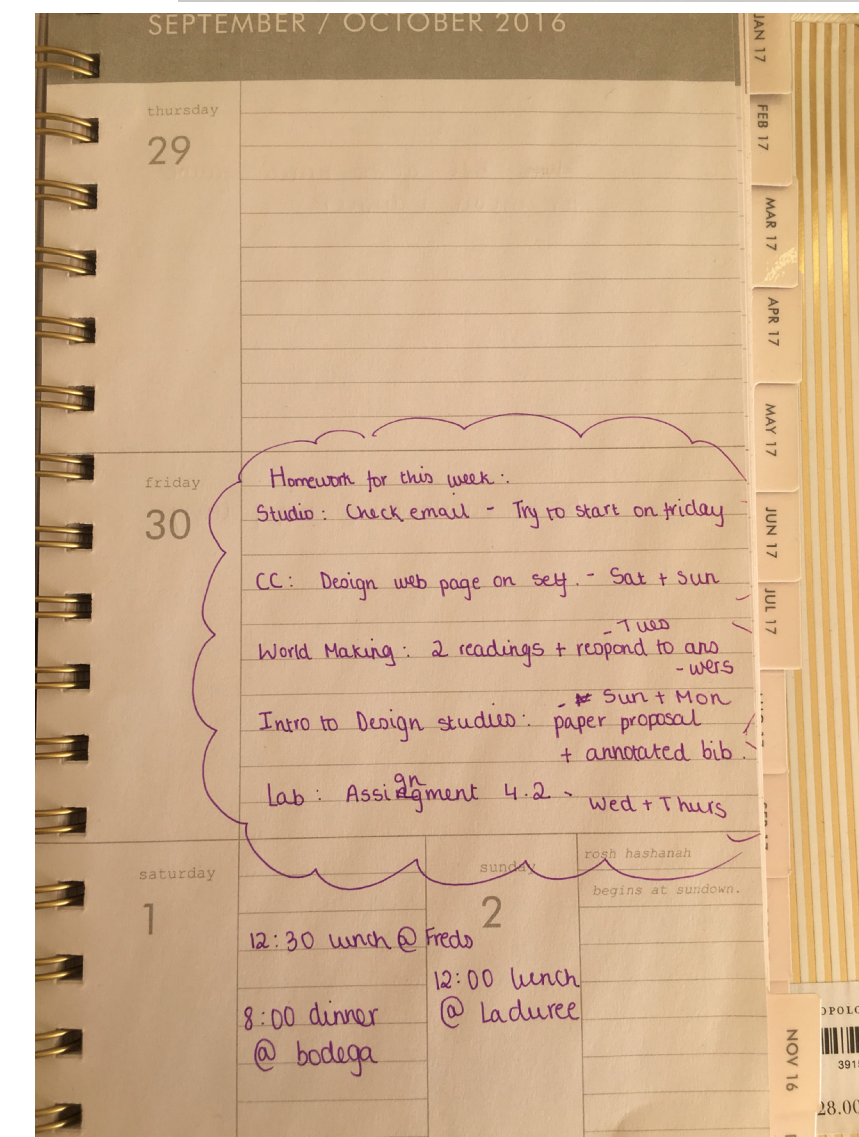 SEPTEMBER / OCTOBER 2016
thursday
29
friday
30
Homework for this week:
Studio: Check email - Try to start on friday
CC: Design web page on self. - Sat + Sun
- Tues
World Making: 2 readings + respond to ans
- wers
- Sun + Mon
Intro to Design studies: paper proposal
+ annotated bib.
Lab: Assignment 4.2 - Wed + Thurs
saturday
1
12:30 lunch @ Freds
8:00 dinner
@ bodega
sunday
2
12:00 lunch
@ Laduree
rosh hashanah
begins at sundown.
JAN 17
FEB 17
MAR 17
APR 17
MAY 17
JUN 17
JUL 17
NOV 16
OPOL
391
28.00